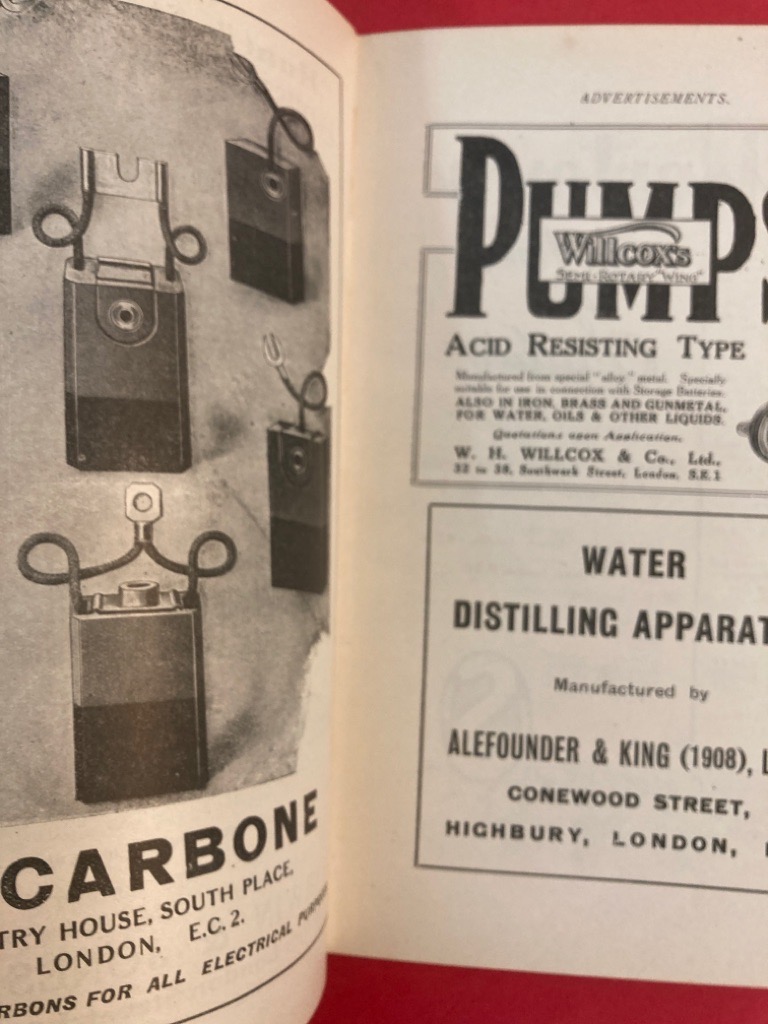 CARBONE
TRY HOUSE, SOUTH PLACE,
LONDON, E.C. 2.
RBONS FOR ALL ELECTRICAL PURPOSES
ADVERTISEMENTS.
PUMPS
Willcox's
SEMI-ROTARY "WING"
ACID RESISTING TYPE
Manufactured from special "alloy" metal. Specially
suitable for use in connection with Storage Batteries.
ALSO IN IRON, BRASS AND GUNMETAL,
FOR WATER, OILS & OTHER LIQUIDS.
Quotations upon Application.
W. H. WILLCOX & Co., Ltd.,
32 to 38, Southwark Street, London, S.E.1
WATER
DISTILLING APPARAT
Manufactured by
ALEFOUNDER & KING (1908), L
CONEWOOD STREET,
HIGHBURY, LONDON,